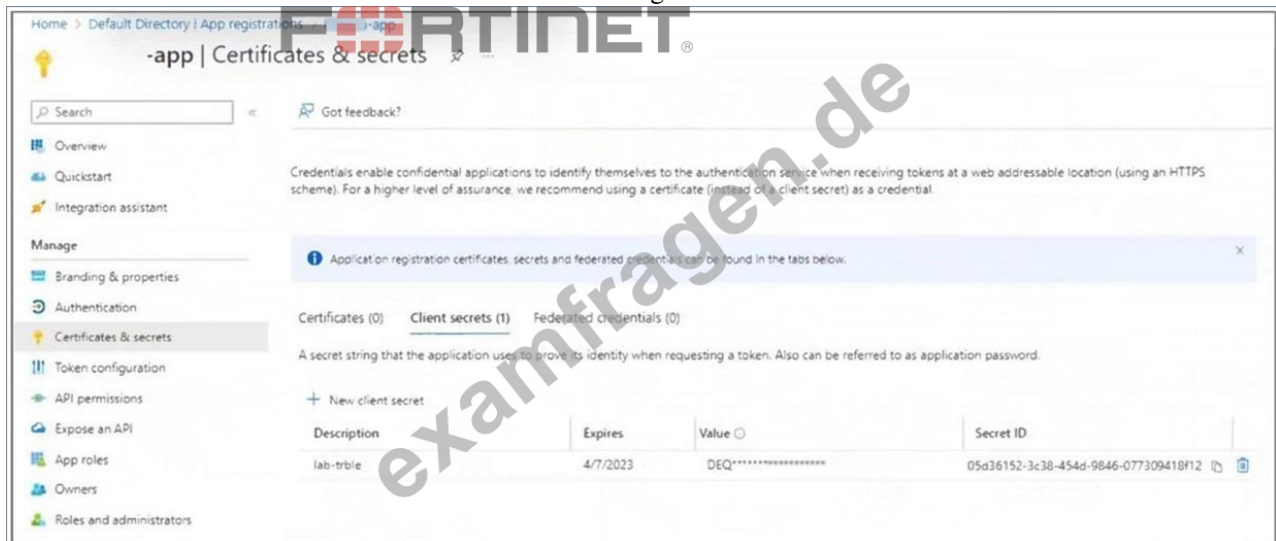 Home > Default Directory | App registrations > -app
FORTINET®
-app | Certificates & secrets
Search
Got feedback?
Overview
Quickstart
Integration assistant
Credentials enable confidential applications to identify themselves to the authentication service when receiving tokens at a web addressable location (using an HTTPS
scheme). For a higher level of assurance, we recommend using a certificate (instead of a client secret) as a credential.
Manage
Application registration certificates, secrets and federated credentials can be found in the tabs below.
Branding & properties
Authentication
Certificates & secrets
Token configuration
API permissions
Expose an API
App roles
Owners
Roles and administrators
Certificates (0) Client secrets (1) Federated credentials (0)
A secret string that the application uses to prove its identity when requesting a token. Also can be referred to as application password.
+ New client secret
Description Expires Value Secret ID
lab-trble 4/7/2023 DEQ****************** 05d36152-3c38-454d-9846-077309418f12
examfragen.de